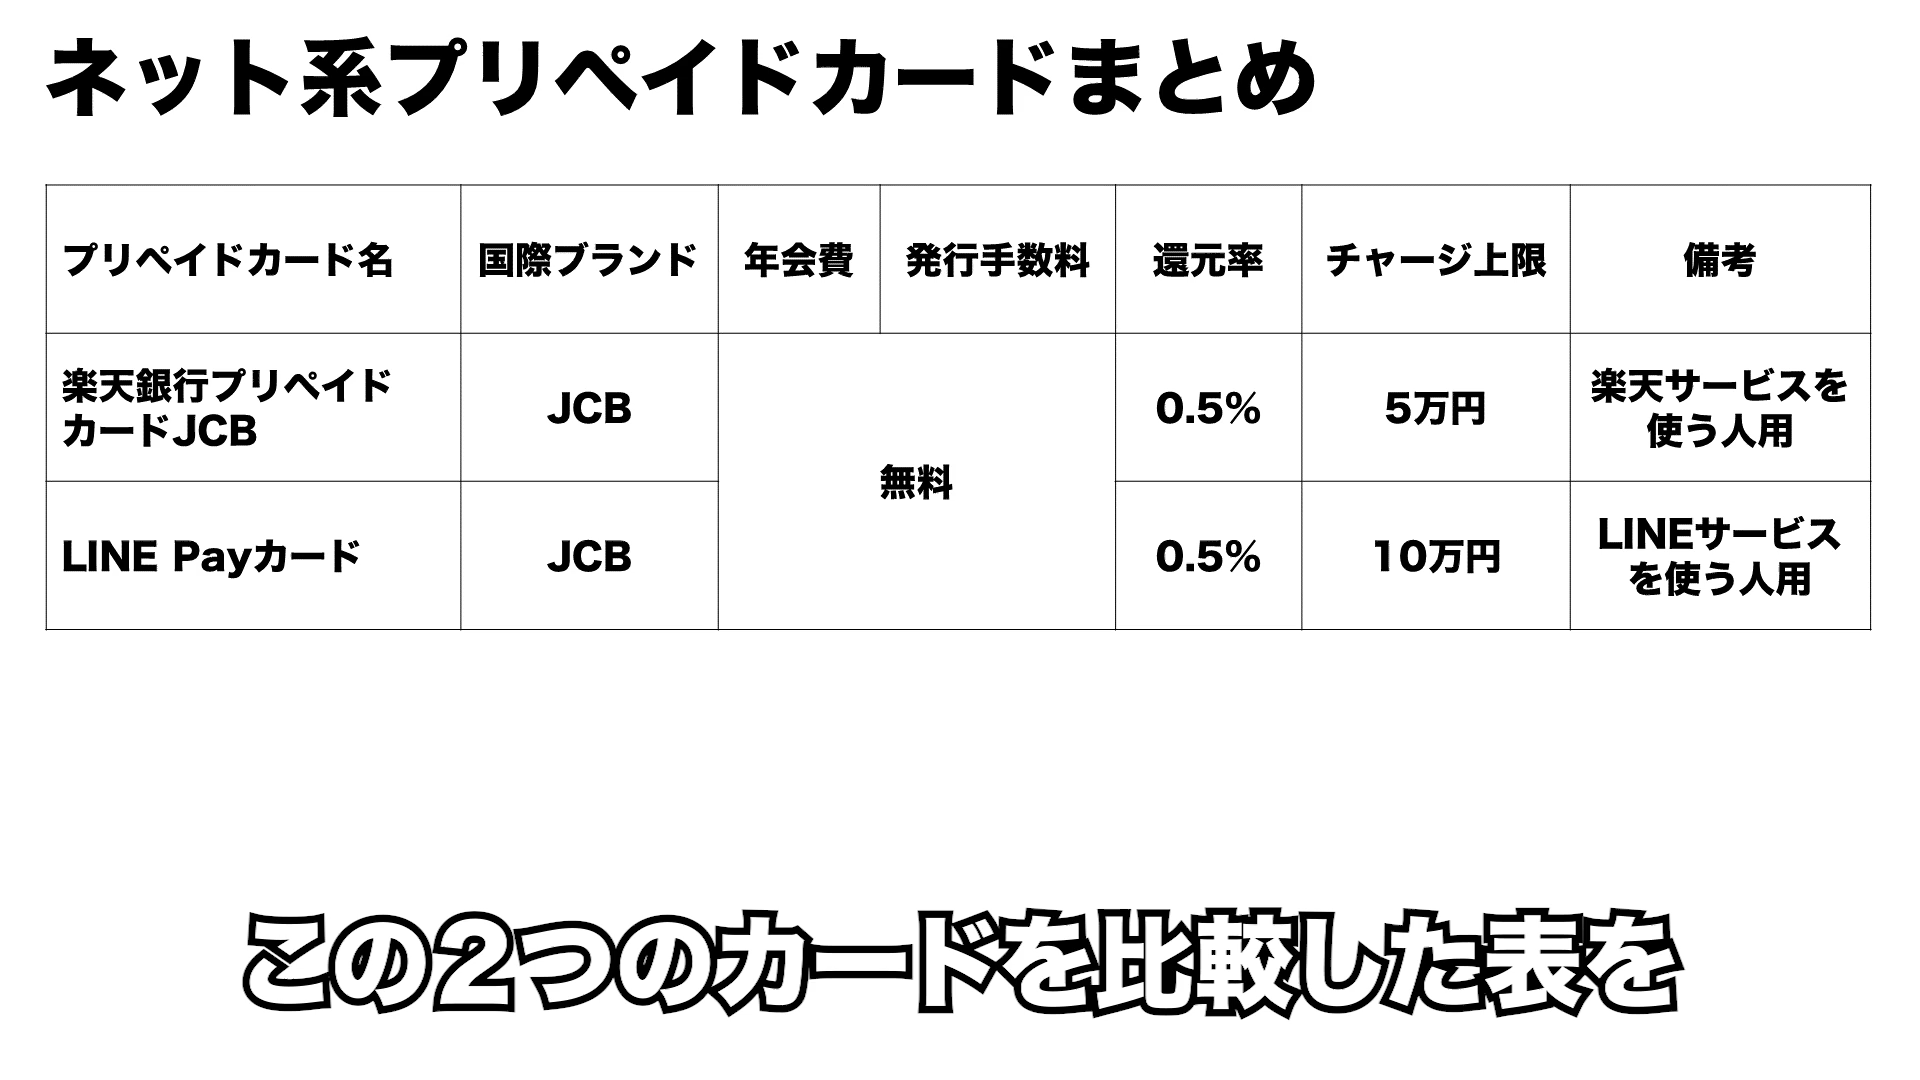 ネット系プリペイドカードまとめ
プリペイドカード名 国際ブランド 年会費 発行手数料 還元率 チャージ上限 備考
楽天銀行プリペイド
カードJCB
JCB
無料
0.5%
5万円
楽天サービスを
使う人用
LINE Payカード
JCB
0.5%
10万円
LINEサービス
を使う人用
この2つのカードを比較した表を